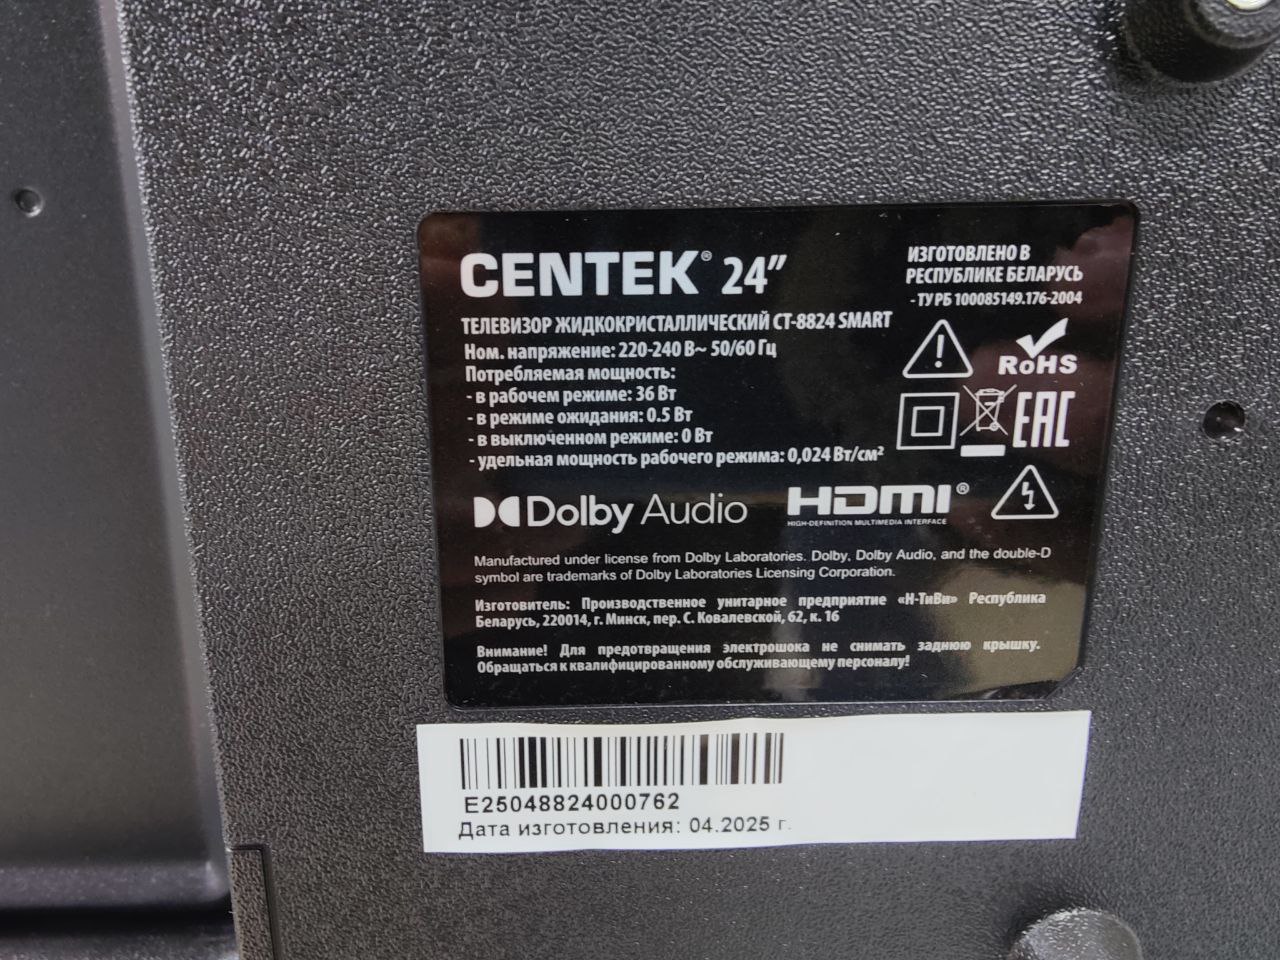 CENTEK® 24"
ИЗГОТОВЛЕНО В
РЕСПУБЛИКЕ БЕЛАРУСЬ
- ТУ РБ 100085149.176-2004
ТЕЛЕВИЗОР ЖИДКОКРИСТАЛЛИЧЕСКИЙ CT-8824 SMART
Ном. напряжение: 220-240 В~ 50/60 Гц
Потребляемая мощность:
- в рабочем режиме: 36 Вт
- в режиме ожидания: 0.5 Вт
- в выключенном режиме: 0 Вт
- удельная мощность рабочего режима: 0,024 Вт/см²
RoHS
EAC
Dolby Audio
HDMI®
HIGH-DEFINITION MULTIMEDIA INTERFACE
Manufactured under license from Dolby Laboratories. Dolby, Dolby Audio, and the double-D
symbol are trademarks of Dolby Laboratories Licensing Corporation.
Изготовитель: Производственное унитарное предприятие «Н-ТиВи» Республика
Беларусь, 220014, г. Минск, пер. С. Ковалевской, 62, к. 16
Внимание! Для предотвращения электрошока не снимать заднюю крышку.
Обращаться к квалифицированному обслуживающему персоналу!
E25048824000762
Дата изготовления: 04.2025 г.